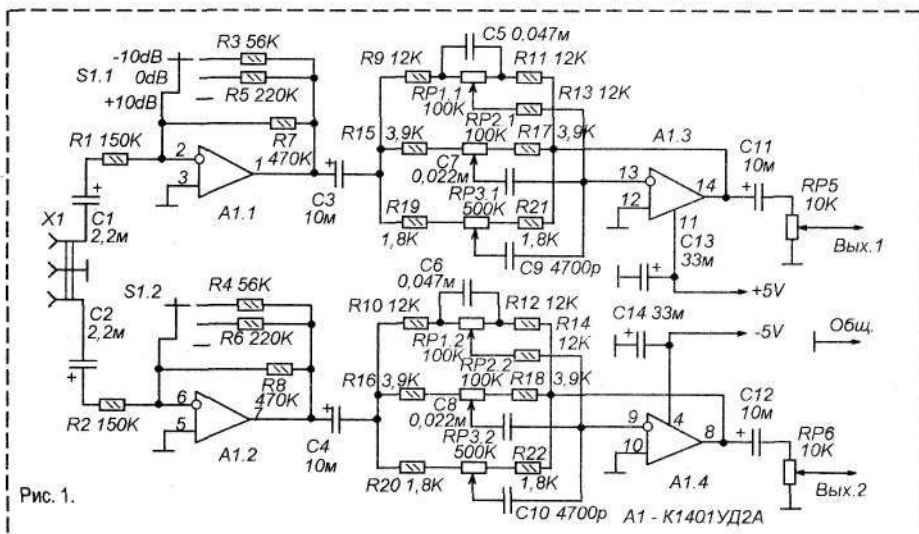 R3 56K
-10dB
S1.1 0dB
+10dB
R5 220K
R7
470K
R1 150K
2
3
1
A1.1
C3
10м
X1
C1
2,2м
C2
2,2м
C5 0,047м
R9 12K
R11 12K
RP1.1
100K
R13 12K
RP2.1
100K
R15
3,9K
R17
3,9K
C7
0,022м
RP3.1
500K
R19
1,8K
R21
1,8K
C9 4700р
A1.3
13
12
14
11
C11
10м
RP5
10K
Вых.1
C13
33м
+5V
S1.2
R4 56K
R6 220K
R8
470K
R2 150K
6
5
7
A1.2
C4
10м
C6
0,047м
R10 12K
R12 12K
RP1.2
100K
R14
12K
RP2.2
100K
R16
3,9K
R18
3,9K
C8
0,022м
RP3.2
500K
R20 1,8K
R22
1,8K
C10 4700р
C14 33м
-5V
Общ.
9
10
4
8
A1.4
C12
10м
RP6
10K
Вых.2
Рис. 1.
A1 - К1401УД2А